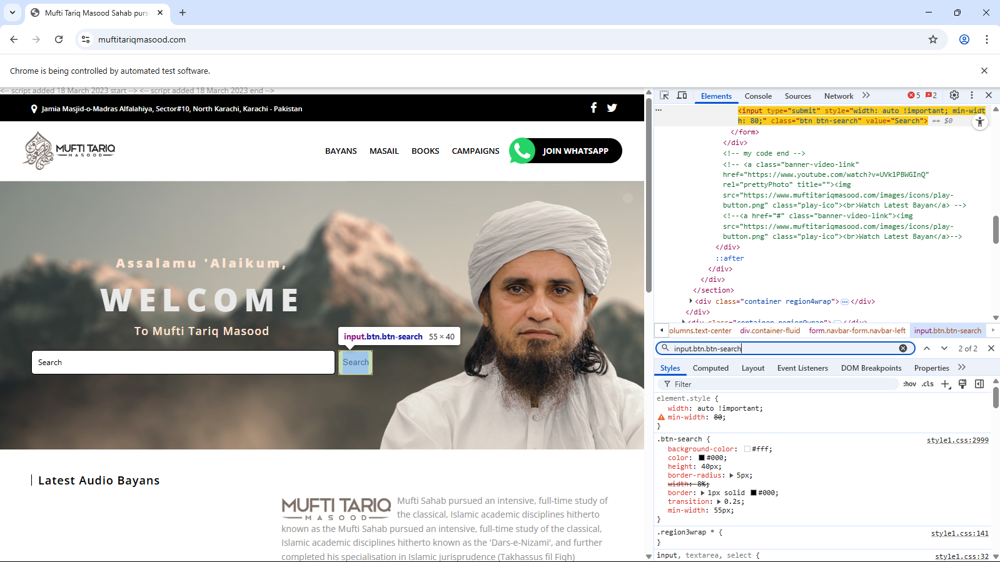 Mufti Tariq Masood Sahab purs
muftitariqmasood.com
Chrome is being controlled by automated test software.
<-- script added 18 March 2023 start --> <-- script added 18 March 2023 end -->
Jamia Masjid-o-Madras Alfalahiya, Sector#10, North Karachi, Karachi - Pakistan
MUFTI TARIQ
MASOOD
BAYANS MASAIL BOOKS CAMPAIGNS JOIN WHATSAPP
Assalamu 'Alaikum,
WELCOME
To Mufti Tariq Masood
input.btn.btn-search 55 × 40
Search Search
Latest Audio Bayans
MUFTI TARIQ
MASOOD
Mufti Sahab pursued an intensive, full-time study of
the classical, Islamic academic disciplines hitherto
known as the Mufti Sahab pursued an intensive, full-time study of the classical,
Islamic academic disciplines hitherto known as the 'Dars-e-Nizami', and further
completed his specialisation in Islamic jurisprudence (Takhassus fil Fiqh)
Elements Console Sources Network 5 2
<input type="submit" style="width: auto !important; min-widt
h: 80;" class="btn btn-search" value="Search"> == $0
</form>
</div>
<!-- my code end -->
<!-- <a class="banner-video-link"
href="https://www.youtube.com/watch?v=UVk1PBWGInQ"
rel="prettyPhoto" title=""><img
src="https://www.muftitariqmasood.com/images/icons/play-
button.png" class="play-ico"><br>Watch Latest Bayan</a> -->
<!--<a href="#" class="banner-video-link"><img
src="https://www.muftitariqmasood.com/images/icons/play-
button.png" class="play-ico"><br>Watch Latest Bayan</a>-->
</div>
::after
</div>
</div>
</section>
<div class="container region4wrap"> </div>
</div>
<div class="container region9wrap"> </div>
olumns.text-center div.container-fluid form.navbar-form.navbar-left input.btn.btn-search
input.btn.btn-search 2 of 2
Styles Computed Layout Event Listeners DOM Breakpoints Properties
Filter :hov .cls
element.style {
width: auto !important;
min-width: 80;
}
.btn-search { style1.css:2999
background-color: #fff;
color: #000;
height: 40px;
border-radius: 5px;
width: 8%;
border: 1px solid #000;
transition: 0.2s;
min-width: 55px;
}
.region3wrap * { style1.css:141
}
input, textarea, select { style1.css:32